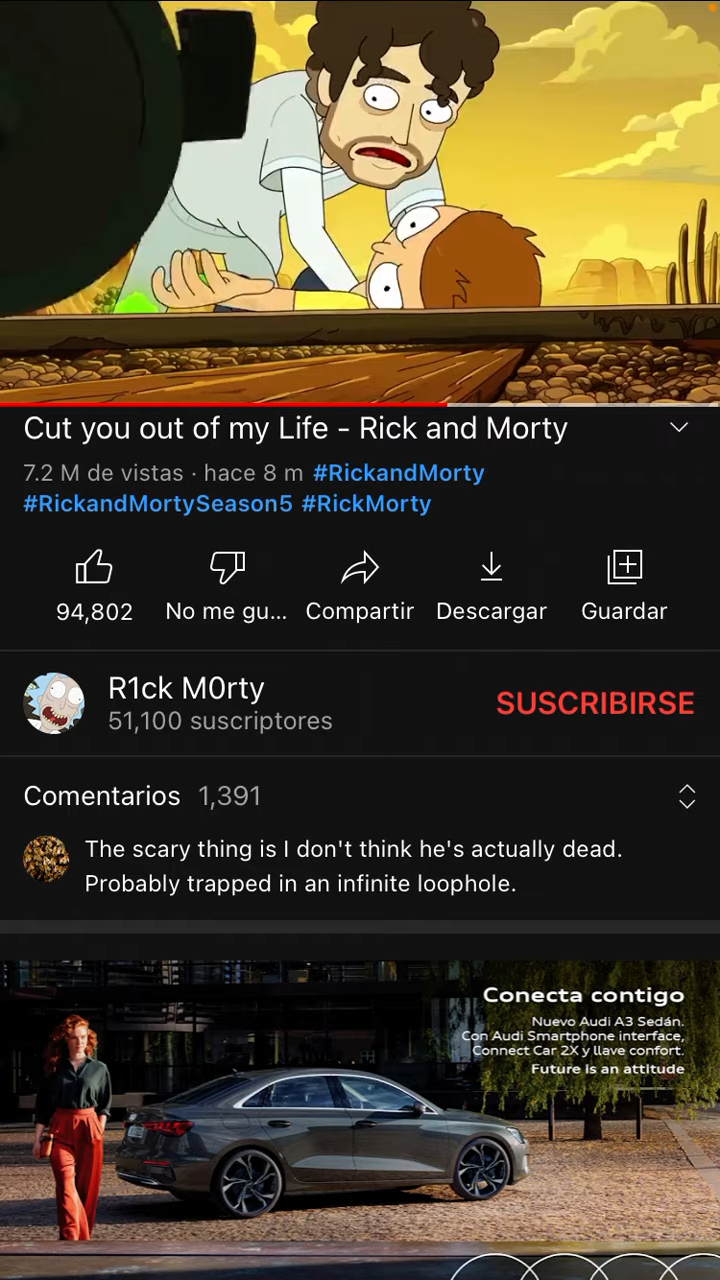 Cut you out of my Life - Rick and Morty
7.2 M de vistas · hace 8 m #RickandMorty
#RickandMortySeason5 #RickMorty
94,802 No me gu... Compartir Descargar Guardar
R1ck M0rty
51,100 suscriptores
SUSCRIBIRSE
Comentarios 1,391
The scary thing is I don't think he's actually dead.
Probably trapped in an infinite loophole.
Conecta contigo
Nuevo Audi A3 Sedán.
Con Audi Smartphone interface,
Connect Car 2X y llave confort.
Future is an attitude